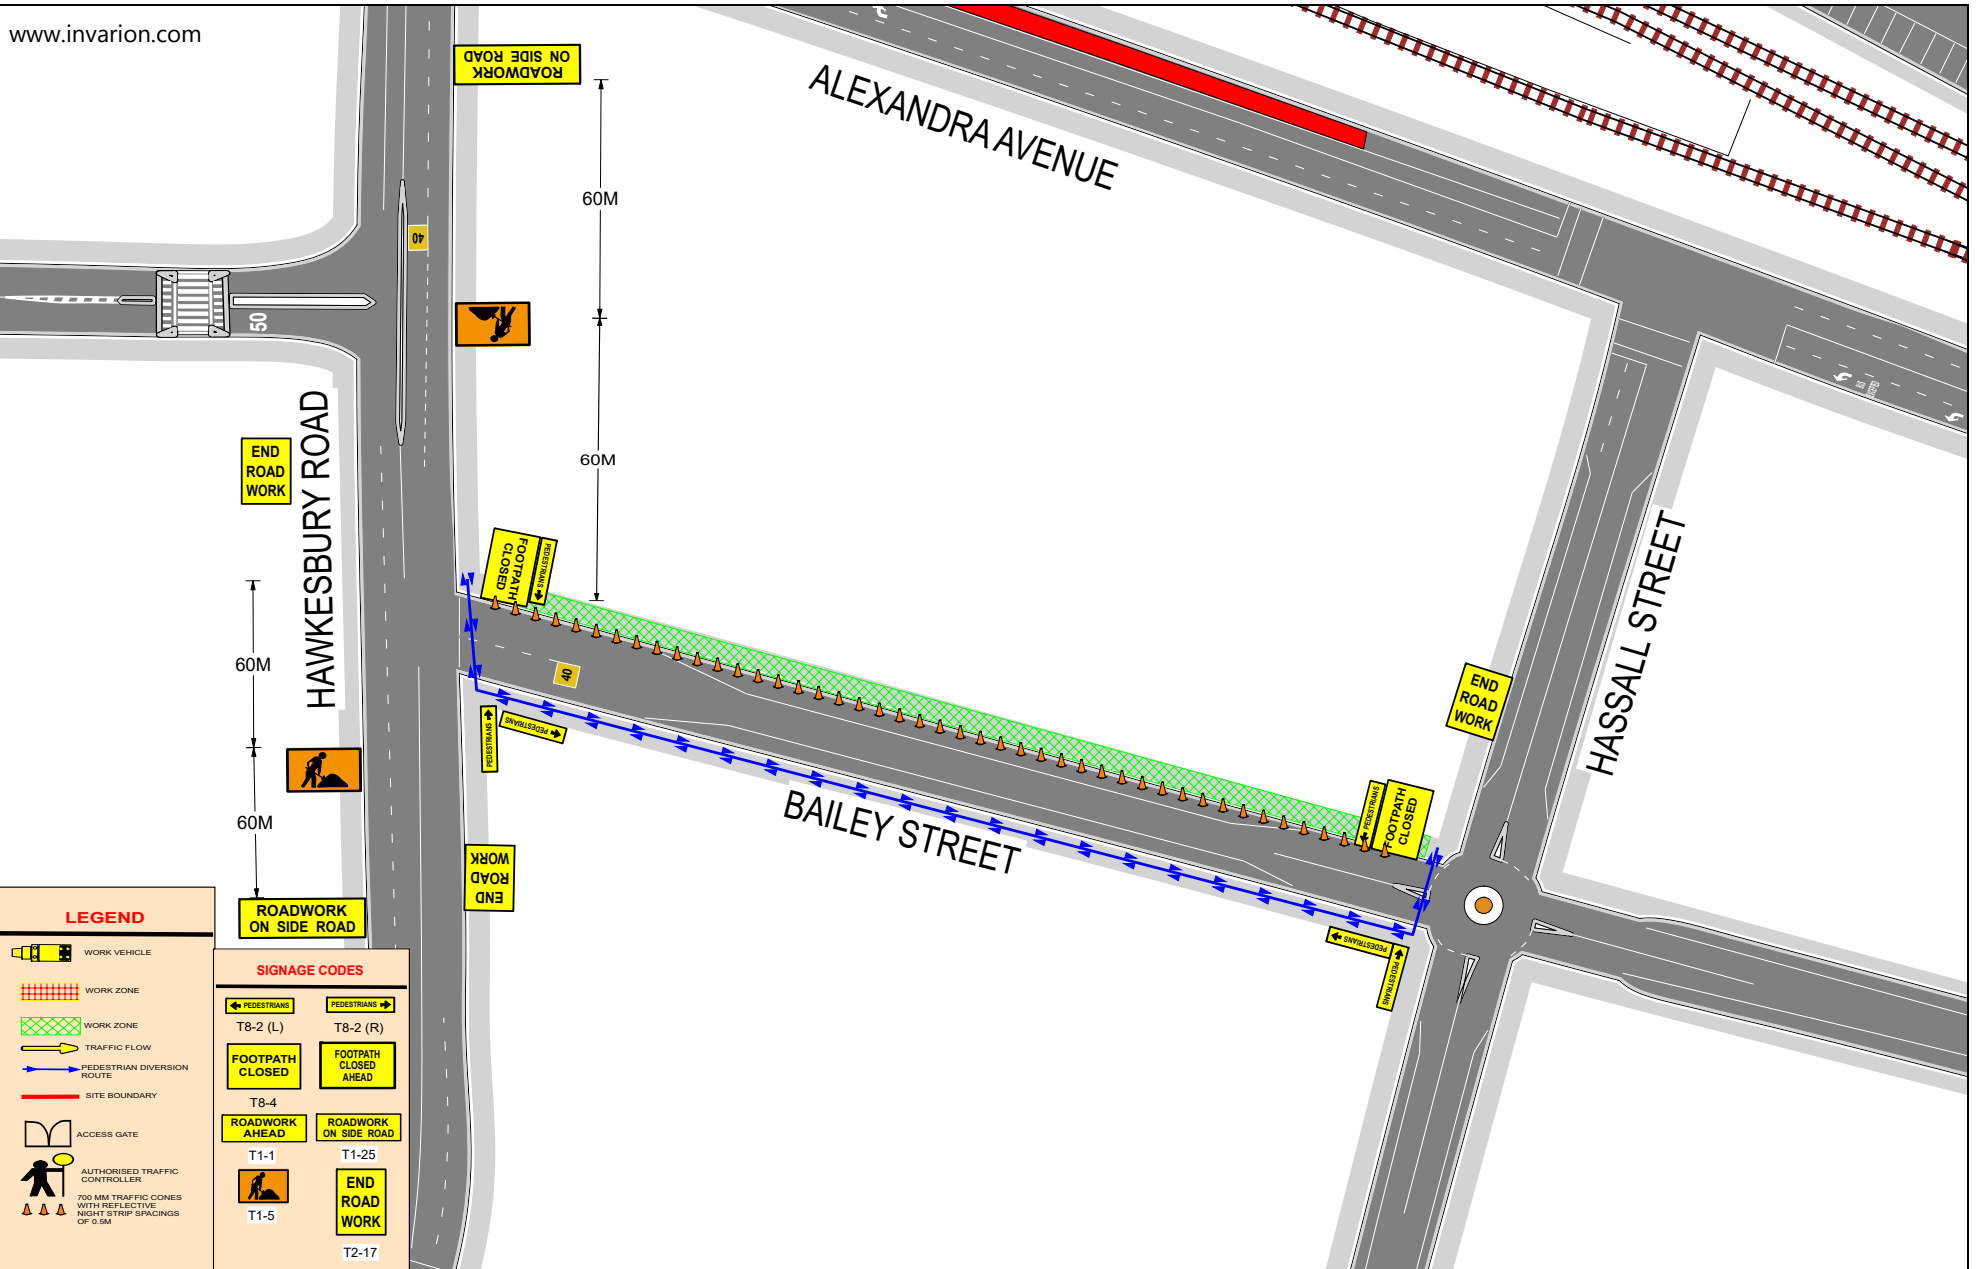 www.invarion.com
ROADWORK
ON SIDE ROAD
ALEXANDRA AVENUE
60M
40
50
HAWKESBURY ROAD
END
ROAD
WORK
60M
FOOTPATH
CLOSED
PEDESTRIANS
HASSALL STREET
60M
40
END
ROAD
WORK
PEDESTRIANS
PEDESTRIANS
BAILEY STREET
PEDESTRIANS
FOOTPATH
CLOSED
60M
END
ROAD
WORK
ROADWORK
ON SIDE ROAD
PEDESTRIANS
PEDESTRIANS
LEGEND
WORK VEHICLE
WORK ZONE
WORK ZONE
TRAFFIC FLOW
PEDESTRIAN DIVERSION
ROUTE
SITE BOUNDARY
ACCESS GATE
AUTHORISED TRAFFIC
CONTROLLER
700 MM TRAFFIC CONES
WITH REFLECTIVE
NIGHT STRIP SPACINGS
OF 0.5M
SIGNAGE CODES
PEDESTRIANS
PEDESTRIANS
T8-2 (L)
T8-2 (R)
FOOTPATH
CLOSED
FOOTPATH
CLOSED
AHEAD
T8-4
ROADWORK
AHEAD
ROADWORK
ON SIDE ROAD
T1-1
T1-25
END
ROAD
WORK
T1-5
T2-17